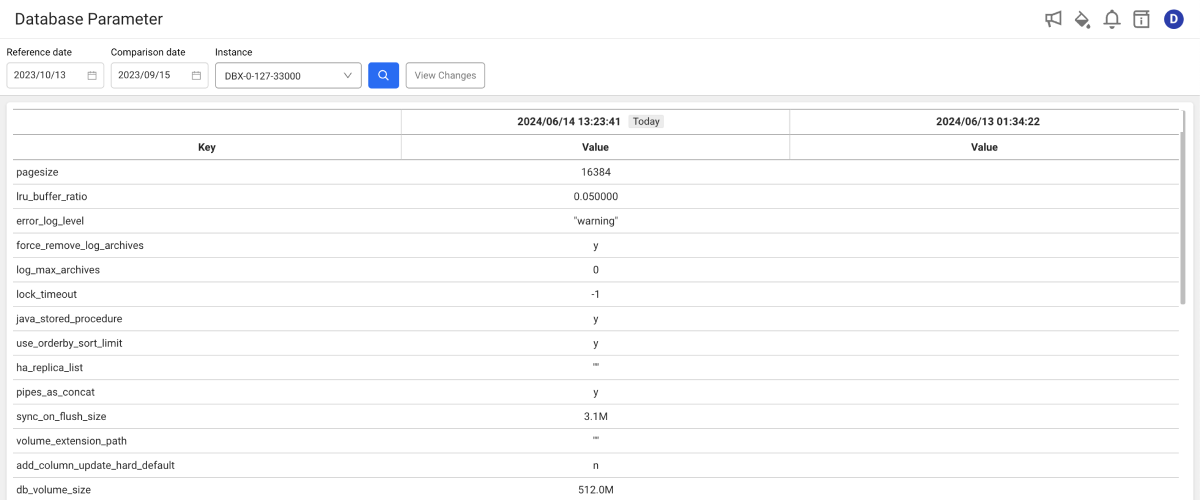 Database Parameter
D
Reference date Comparison date Instance
2023/10/13 2023/09/15 DBX-0-127-33000 View Changes
2024/06/14 13:23:41 Today 2024/06/13 01:34:22
Key Value Value
pagesize 16384
lru_buffer_ratio 0.050000
error_log_level "warning"
force_remove_log_archives y
log_max_archives 0
lock_timeout -1
java_stored_procedure y
use_orderby_sort_limit y
ha_replica_list ""
pipes_as_concat y
sync_on_flush_size 3.1M
volume_extension_path ""
add_column_update_hard_default n
db_volume_size 512.0M